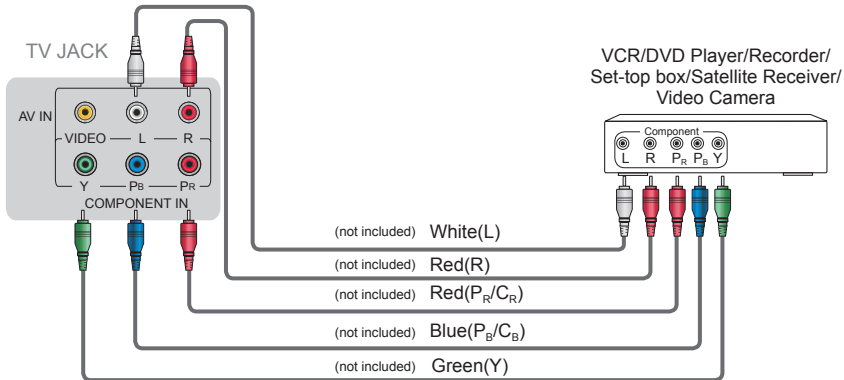 TV JACK
AV IN
VIDEO L R
Y PB PR
COMPONENT IN
VCR/DVD Player/Recorder/
Set-top box/Satellite Receiver/
Video Camera
Component
L R PR PB Y
(not included) White(L)
(not included) Red(R)
(not included) Red(PR/CR)
(not included) Blue(PB/CB)
(not included) Green(Y)